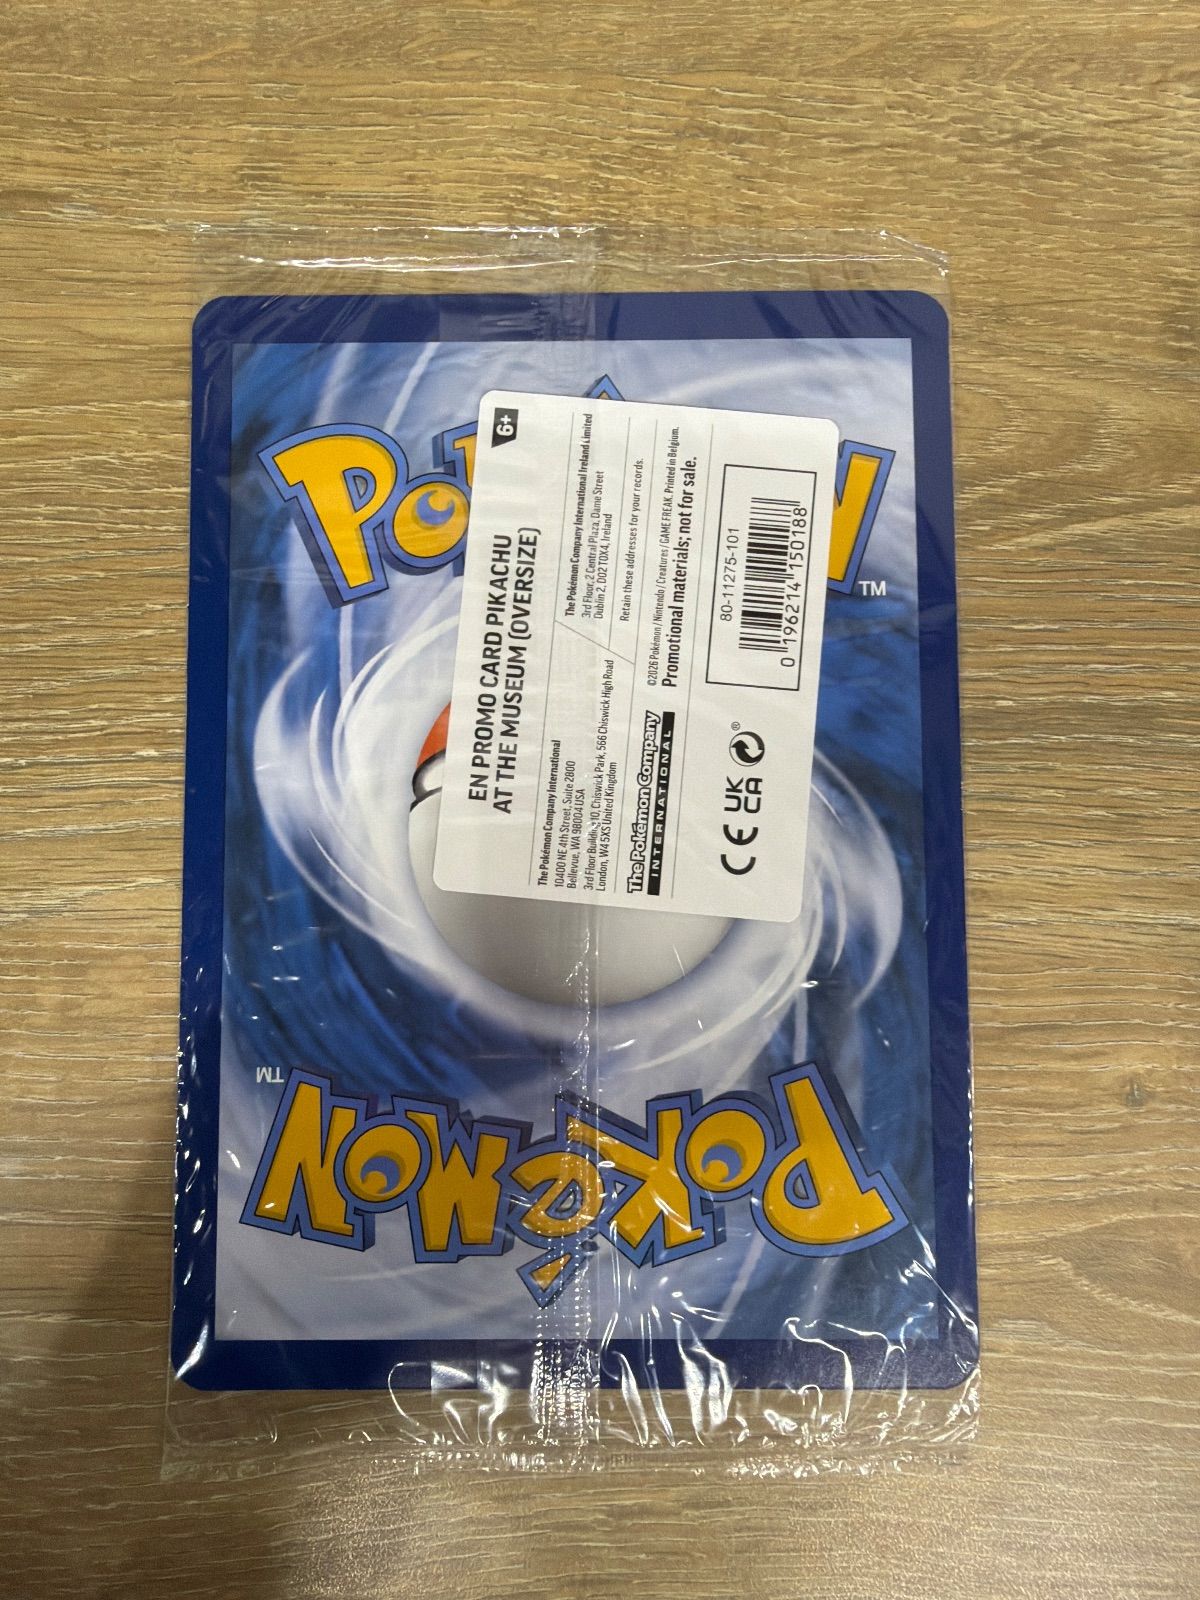 Pok
N
TM
EN PROMO CARD PIKACHU
AT THE MUSEUM (OVERSIZE)
6+
The Pokémon Company International
10400 NE 4th Street, Suite 2800
Bellevue, WA 98004 USA
3rd Floor Building 10, Chiswick Park, 566 Chiswick High Road
London, W4 5XS United Kingdom
The Pokémon Company International Ireland Limited
3rd Floor, 2 Central Plaza, Dame Street
Dublin 2, D02 T0X4, Ireland
Retain these addresses for your records.
The Pokémon Company
INTERNATIONAL
©2026 Pokémon / Nintendo / Creatures / GAME FREAK. Printed in Belgium.
Promotional materials; not for sale.
CE
UK
CA
®
80-11275-101
0 196214 150188
Pokémon
TM